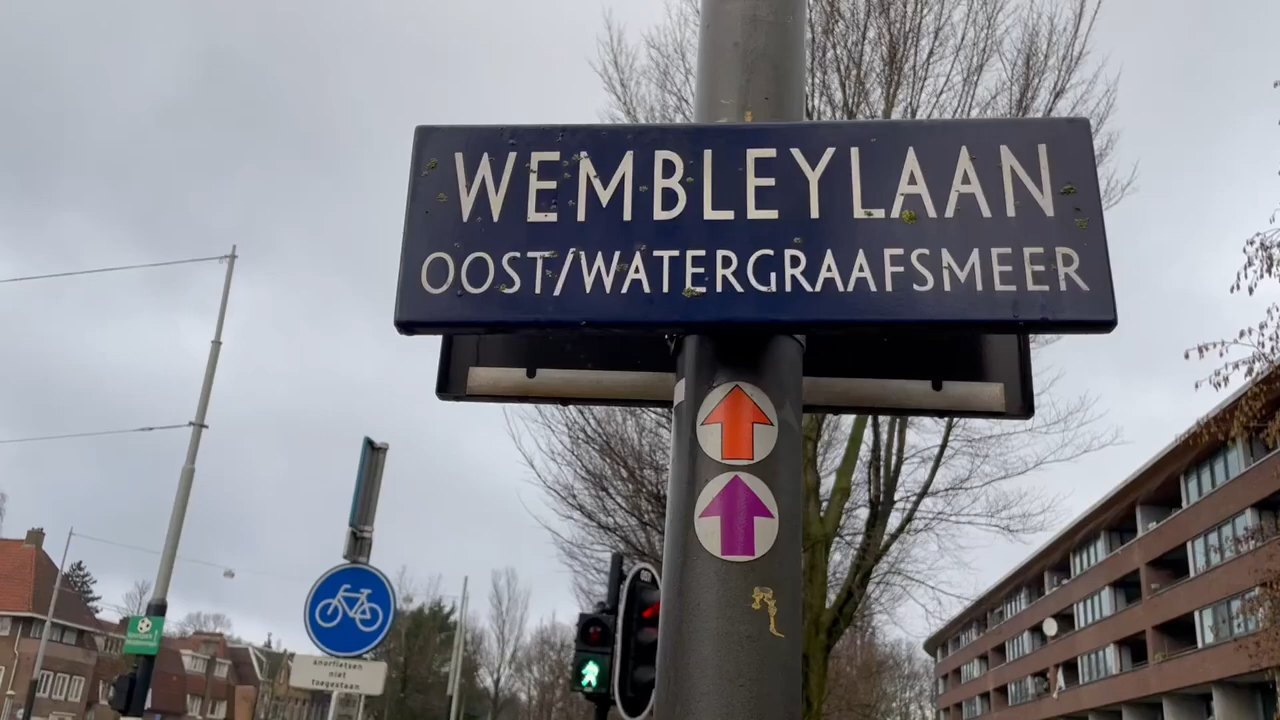 WEMBLEYLAAN
OOST/WATERGRAAFSMEER
snorfietsen
niet
toegestaan